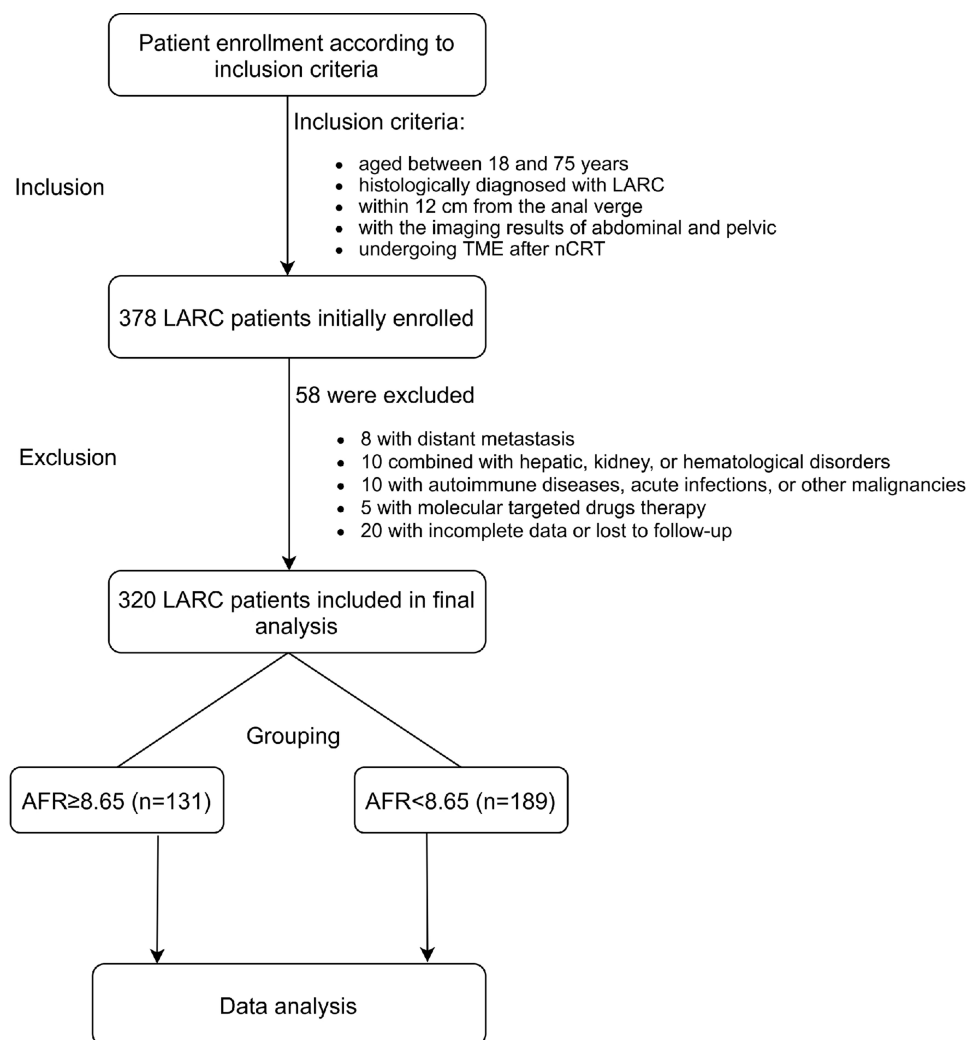 Patient enrollment according to
inclusion criteria
Inclusion criteria:
• aged between 18 and 75 years
Inclusion
• histologically diagnosed with LARC
• within 12 cm from the anal verge
• with the imaging results of abdominal and pelvic
• undergoing TME after nCRT
378 LARC patients initially enrolled
58 were excluded
• 8 with distant metastasis
Exclusion
• 10 combined with hepatic, kidney, or hematological disorders
• 10 with autoimmune diseases, acute infections, or other malignancies
• 5 with molecular targeted drugs therapy
• 20 with incomplete data or lost to follow-up
320 LARC patients included in final
analysis
Grouping
AFR≥8.65 (n=131)
AFR<8.65 (n=189)
Data analysis